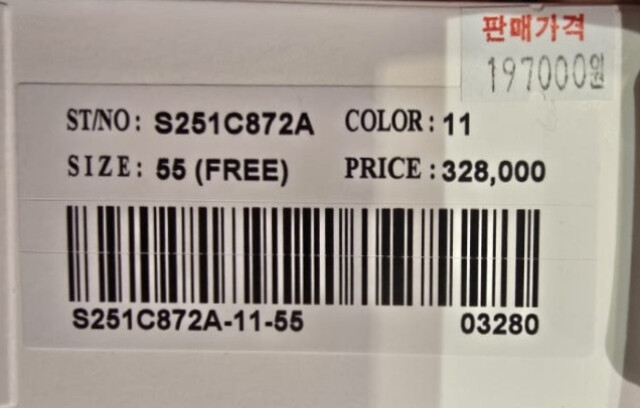 판매가격
197000원
ST/NO: S251C872A COLOR: 11
SIZE: 55 (FREE) PRICE: 328,000
S251C872A-11-55 03280